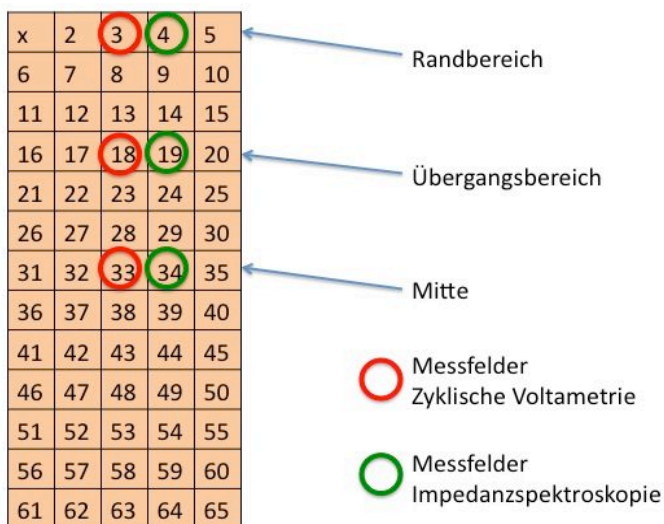 x 2 3 4 5
6 7 8 9 10
11 12 13 14 15
16 17 18 19 20
21 22 23 24 25
26 27 28 29 30
31 32 33 34 35
36 37 38 39 40
41 42 43 44 45
46 47 48 49 50
51 52 53 54 55
56 57 58 59 60
61 62 63 64 65
Randbereich
Übergangsbereich
Mitte
Messfelder
Zyklische Voltametrie
Messfelder
Impedanzspektroskopie